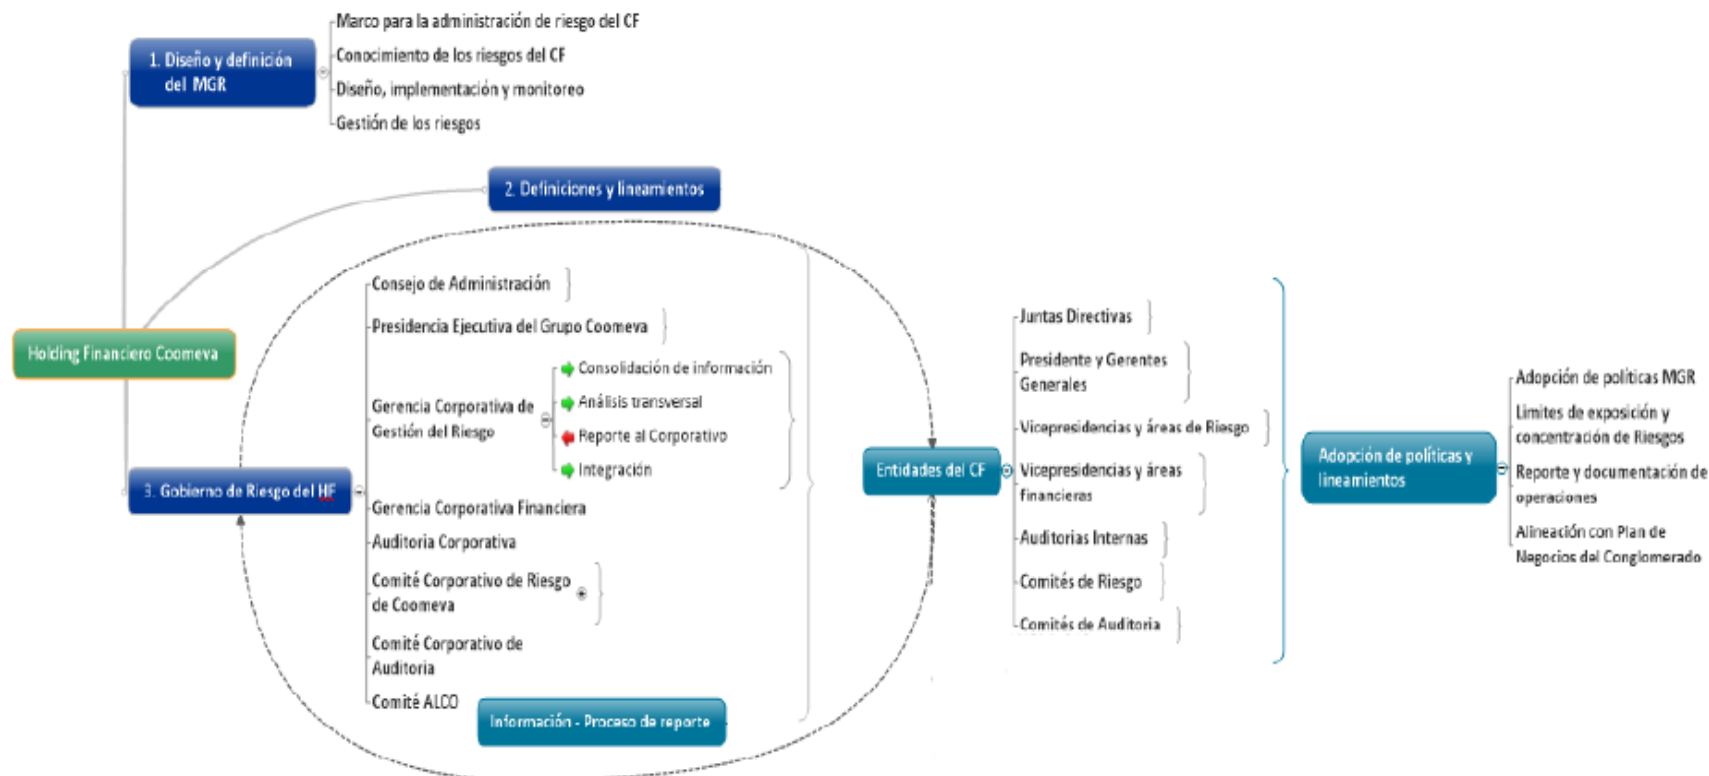 Marco para la administración de riesgo del CF
1. Diseño y definición
del MGR
Conocimiento de los riesgos del CF
Diseño, implementación y monitoreo
Gestión de los riesgos
2. Definiciones y lineamientos
Holding Financiero Coomeva
3. Gobierno de Riesgo del HF
Consejo de Administración
Presidencia Ejecutiva del Grupo Coomeva
Gerencia Corporativa de
Gestión del Riesgo
Consolidación de información
Análisis transversal
Reporte al Corporativo
Integración
Gerencia Corporativa Financiera
Auditoria Corporativa
Comité Corporativo de Riesgo
de Coomeva
Comité Corporativo de
Auditoria
Comité ALCO
Información - Proceso de reporte
Entidades del CF
Juntas Directivas
Presidente y Gerentes
Generales
Vicepresidencias y áreas de Riesgo
Vicepresidencias y áreas
financieras
Auditorias Internas
Comités de Riesgo
Comités de Auditoria
Adopción de políticas y
lineamientos
Adopción de políticas MGR
Limites de exposición y
concentración de Riesgos
Reporte y documentación de
operaciones
Alineación con Plan de
Negocios del Conglomerado